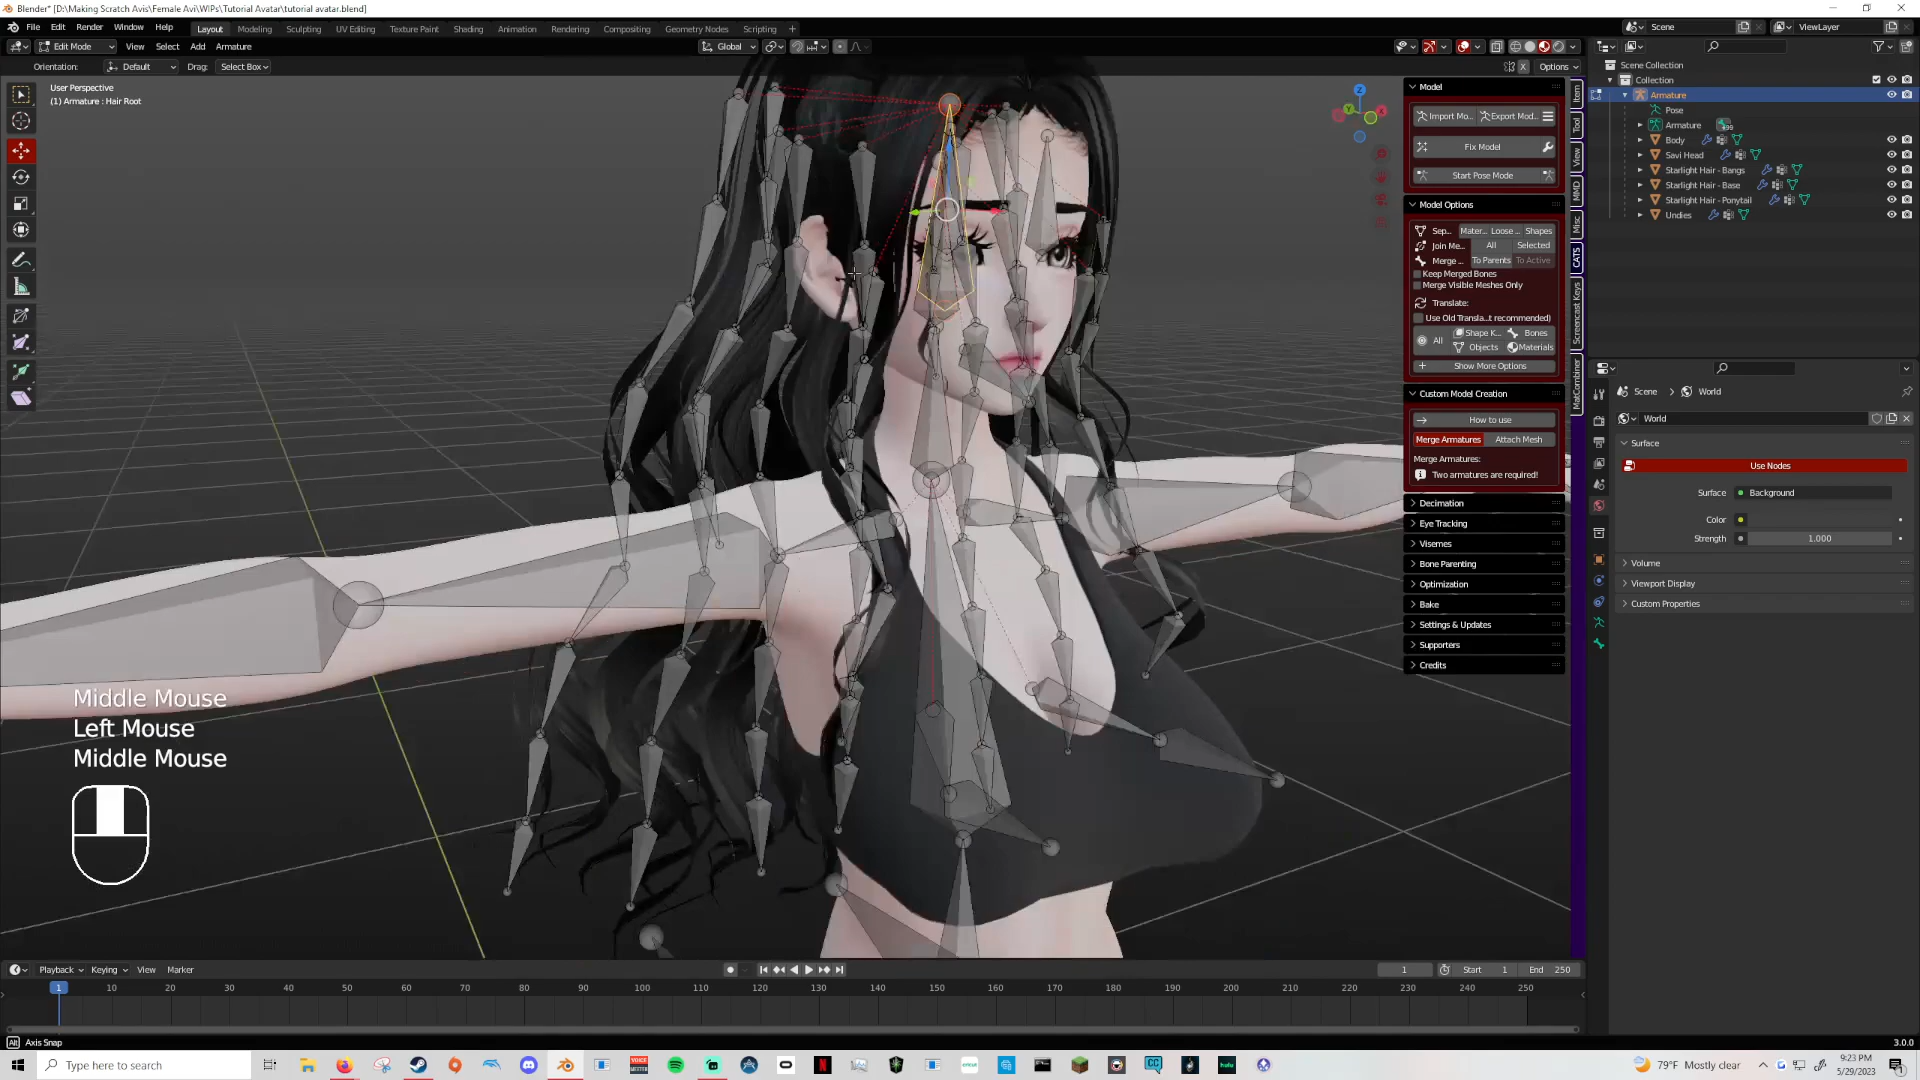 Blender* [D:\Making Scratch Avis\Female Avi\WIPs\Tutorial Avatar\tutorial avatar.blend]
File Edit Render Window Help Layout Modeling Sculpting UV Editing Texture Paint Shading Animation Rendering Compositing Geometry Nodes Scripting + Scene ViewLayer
Edit Mode View Select Add Armature Global
Orientation: Default Drag: Select Box X Options
User Perspective
(1) Armature : Hair Root
Z
Y
X
Model
Import Mo... Export Mod...
Fix Model
Start Pose Mode
Model Options
Sep... Mater... Loose ... Shapes
Join Me... All Selected
Merge ... To Parents To Active
Keep Merged Bones
Merge Visible Meshes Only
Translate:
Use Old Transla...t recommended)
All Shape K... Bones
Objects Materials
Show More Options
Custom Model Creation
How to use
Merge Armatures Attach Mesh
Merge Armatures:
Two armatures are required!
Decimation
Eye Tracking
Visemes
Bone Parenting
Optimization
Bake
Settings & Updates
Supporters
Credits
Item
Tool
View
MMD
Misc
CATS
Screencast Keys
MatCombiner
Scene Collection
Collection
Armature
Pose
Armature
Body
Savi Head
Starlight Hair - Bangs
Starlight Hair - Base
Starlight Hair - Ponytail
Undies
Scene World
World
Surface
Use Nodes
Surface Background
Color
Strength 1.000
Volume
Viewport Display
Custom Properties
Middle Mouse
Left Mouse
Middle Mouse
Playback Keying View Marker 1 Start 1 End 250
1 10 20 30 40 50 60 70 80 90 100 110 120 130 140 150 160 170 180 190 200 210 220 230 240 250
Alt Axis Snap 3.0.0
Type here to search 79°F Mostly clear 9:23 PM
5/29/2023